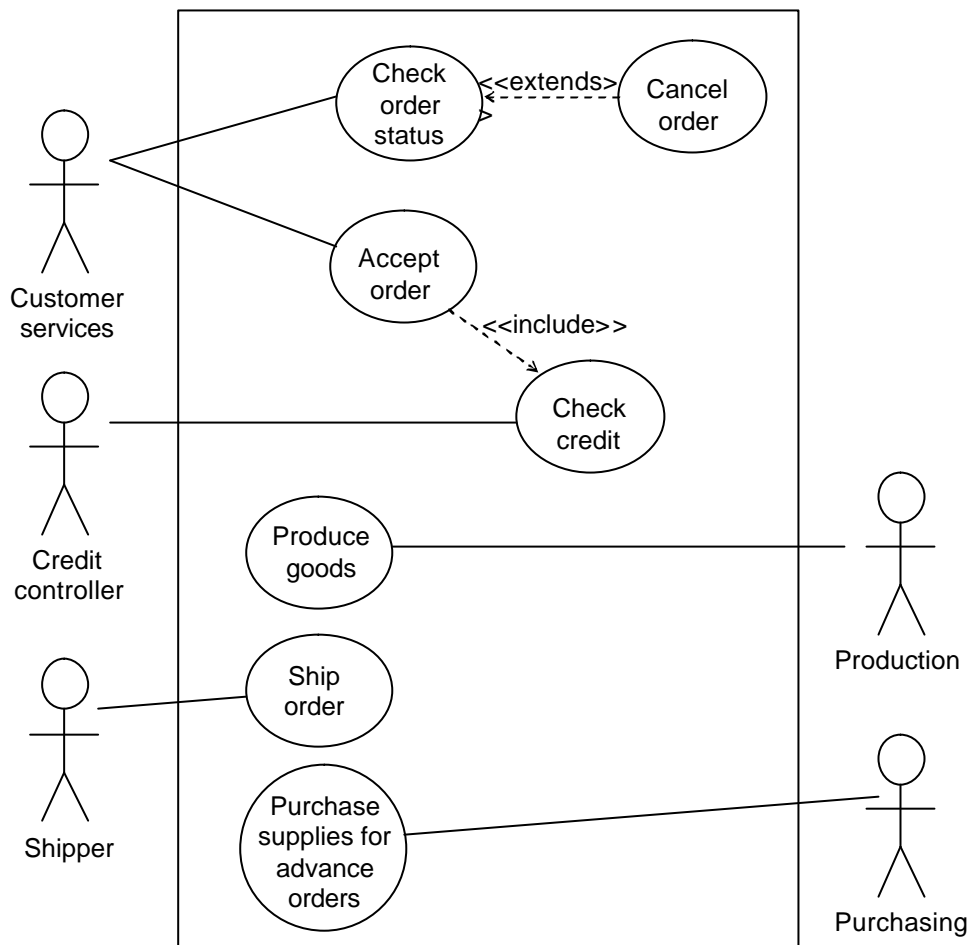 Check
order
status
<<extends>
>
Cancel
order
Customer
services
Accept
order
<<include>>
Check
credit
Credit
controller
Produce
goods
Production
Ship
order
Shipper
Purchase
supplies for
advance
orders
Purchasing